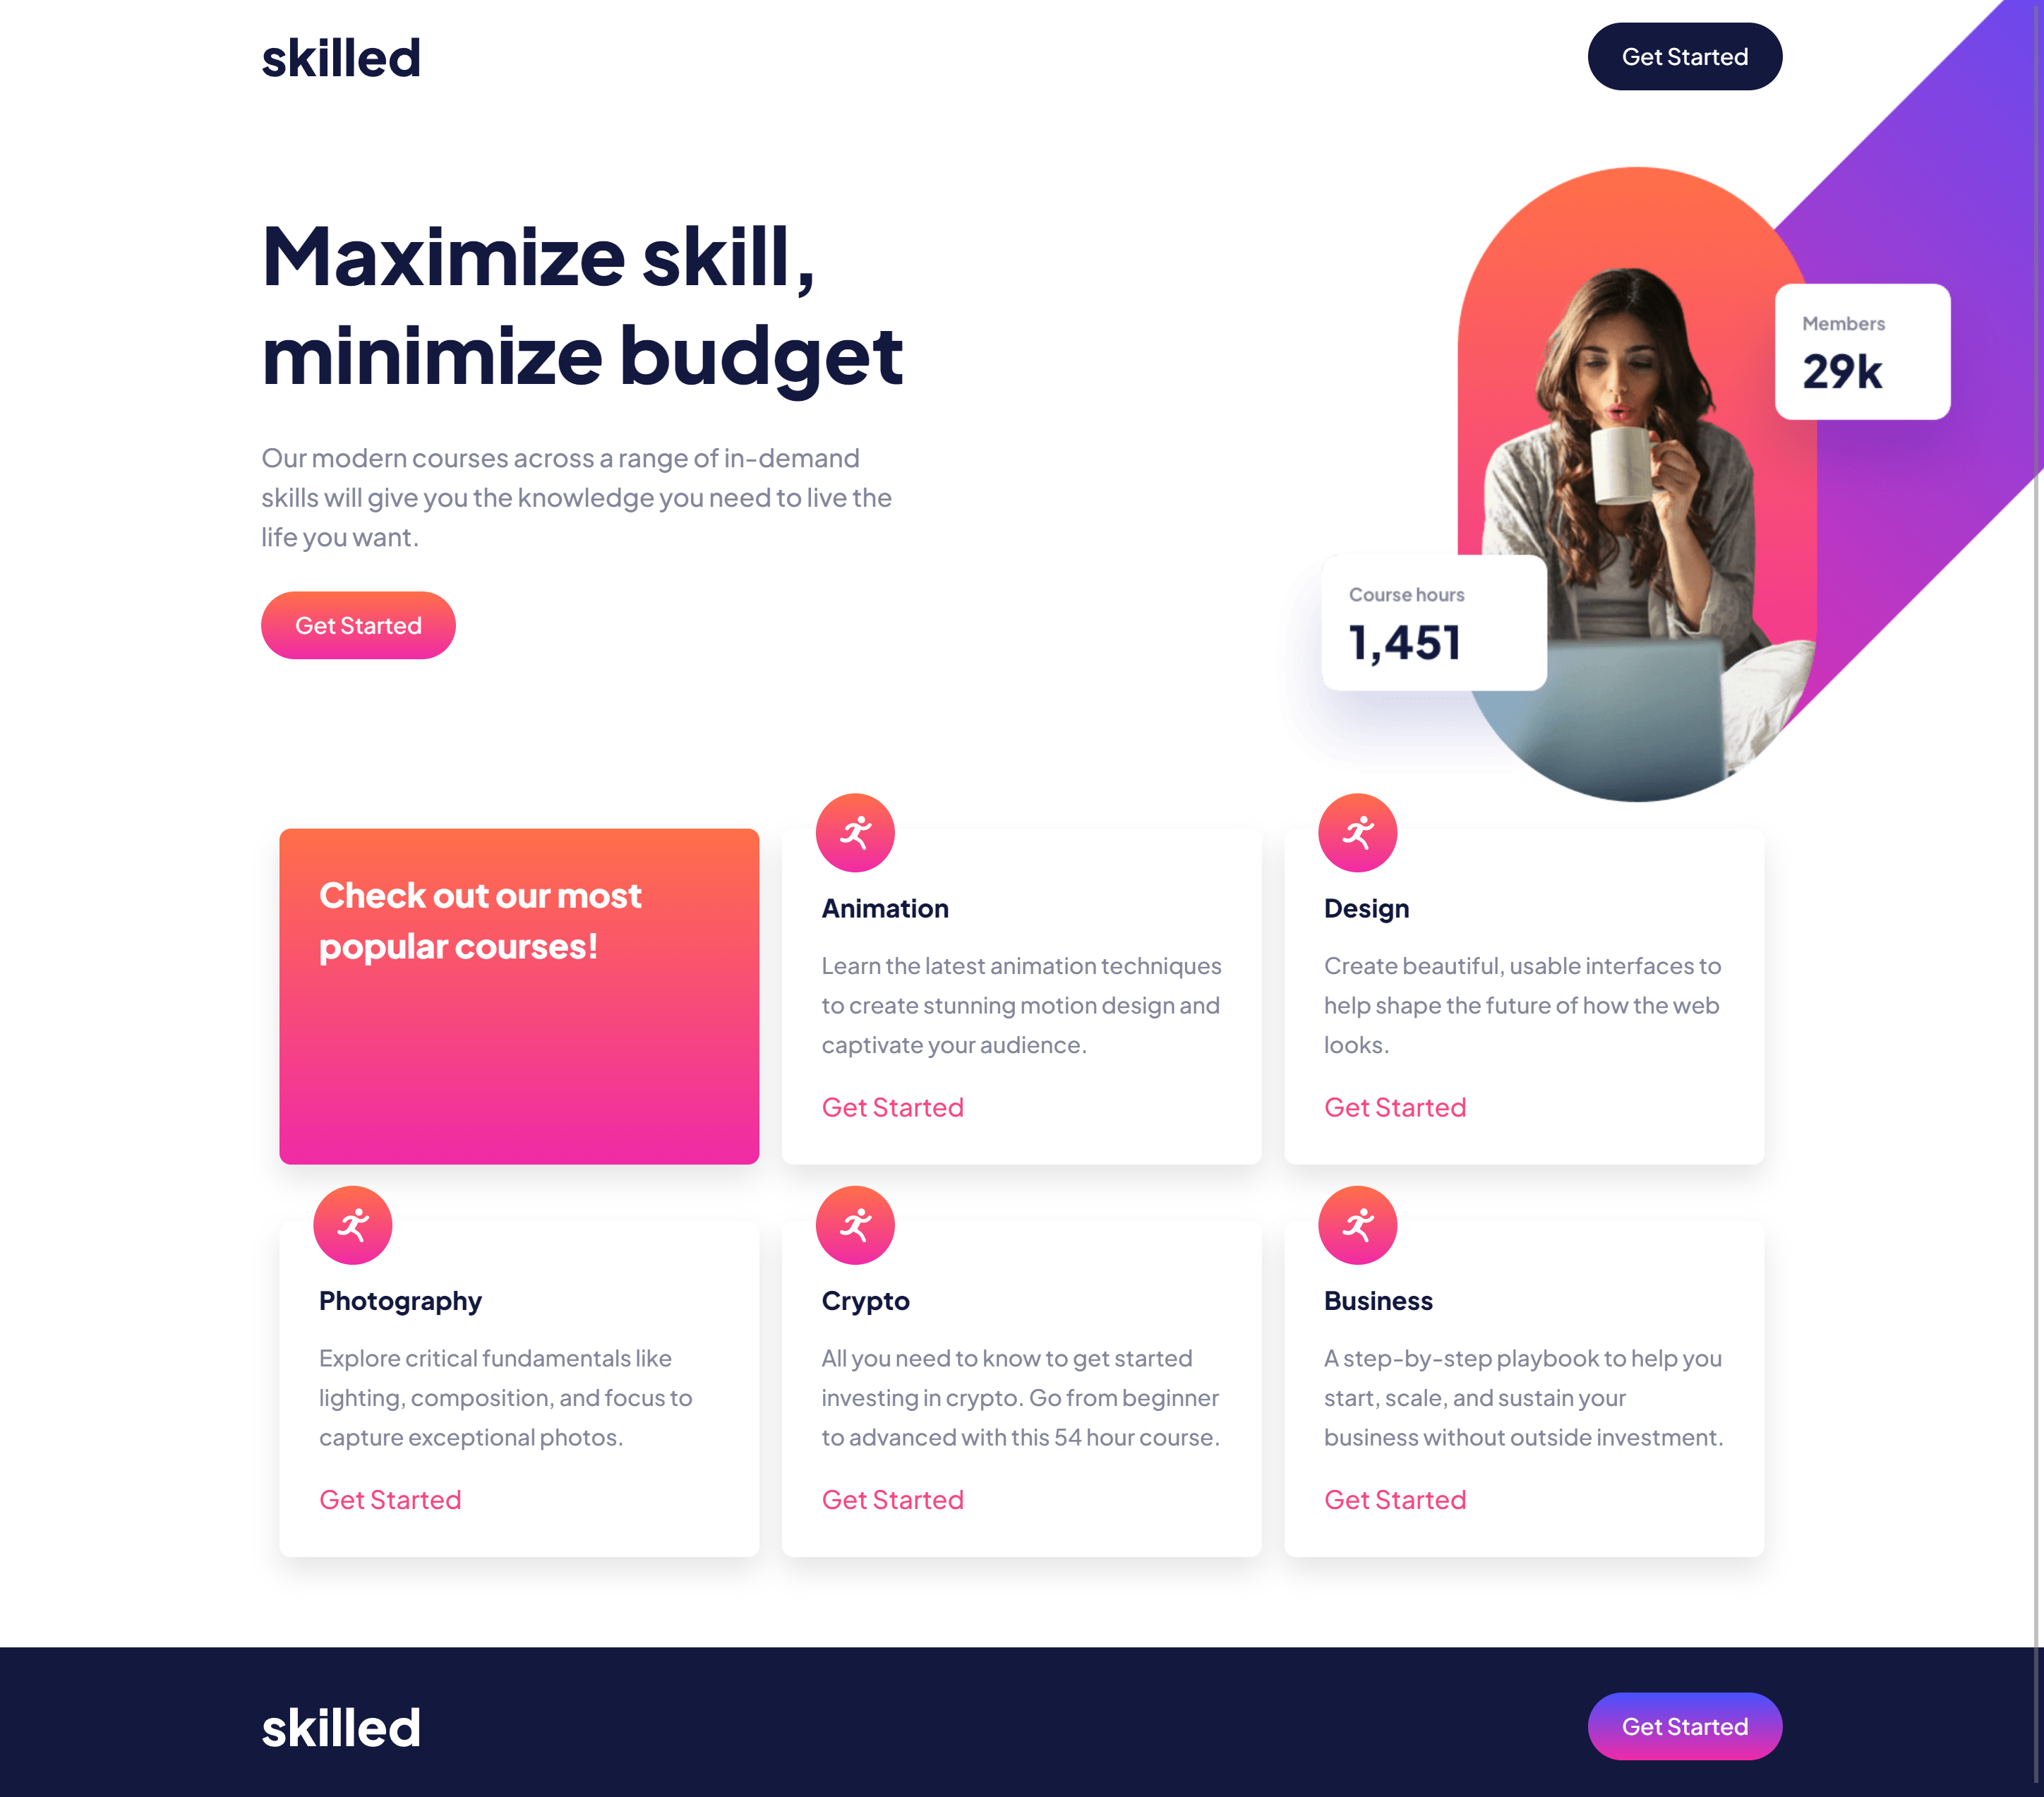 skilled
Get Started
Maximize skill,
minimize budget
Our modern courses across a range of in-demand
skills will give you the knowledge you need to live the
life you want.
Get Started
Members
29k
Course hours
1,451
Check out our most
popular courses!
Animation
Learn the latest animation techniques
to create stunning motion design and
captivate your audience.
Get Started
Design
Create beautiful, usable interfaces to
help shape the future of how the web
looks.
Get Started
Photography
Explore critical fundamentals like
lighting, composition, and focus to
capture exceptional photos.
Get Started
Crypto
All you need to know to get started
investing in crypto. Go from beginner
to advanced with this 54 hour course.
Get Started
Business
A step-by-step playbook to help you
start, scale, and sustain your
business without outside investment.
Get Started
skilled
Get Started